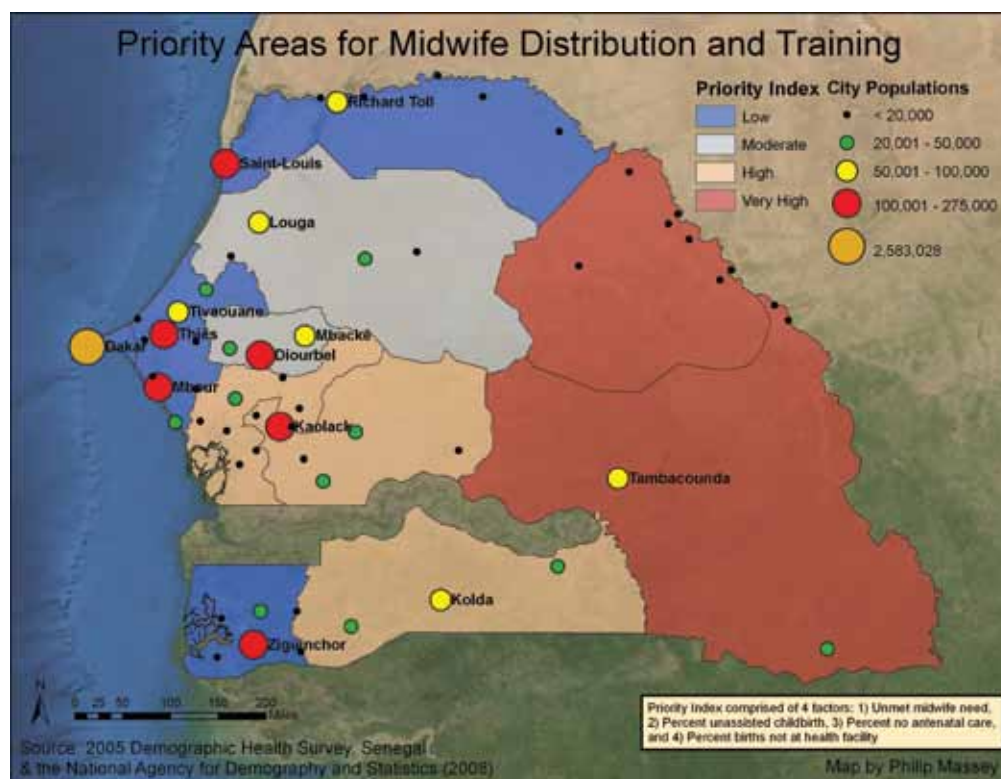 Priority Areas for Midwife Distribution and Training
Priority Index
Low
Moderate
High
Very High
City Populations
< 20,000
20,001 - 50,000
50,001 - 100,000
100,001 - 275,000
2,583,028
Richard Toll
Saint-Louis
Louga
Tivaouane
Thiès
Mbacké
Dakar
Diourbel
Mbour
Kaolack
Tambacounda
Kolda
Ziguinchor
N
0 25 50 100 150 200
Miles
Priority Index comprised of 4 factors: 1) Unmet midwife need,
2) Percent unassisted childbirth, 3) Percent no antenatal care,
and 4) Percent births not at health facility
Source: 2005 Demographic Health Survey, Senegal
& the National Agency for Demography and Statistics (2008)
Map by Philip Massey